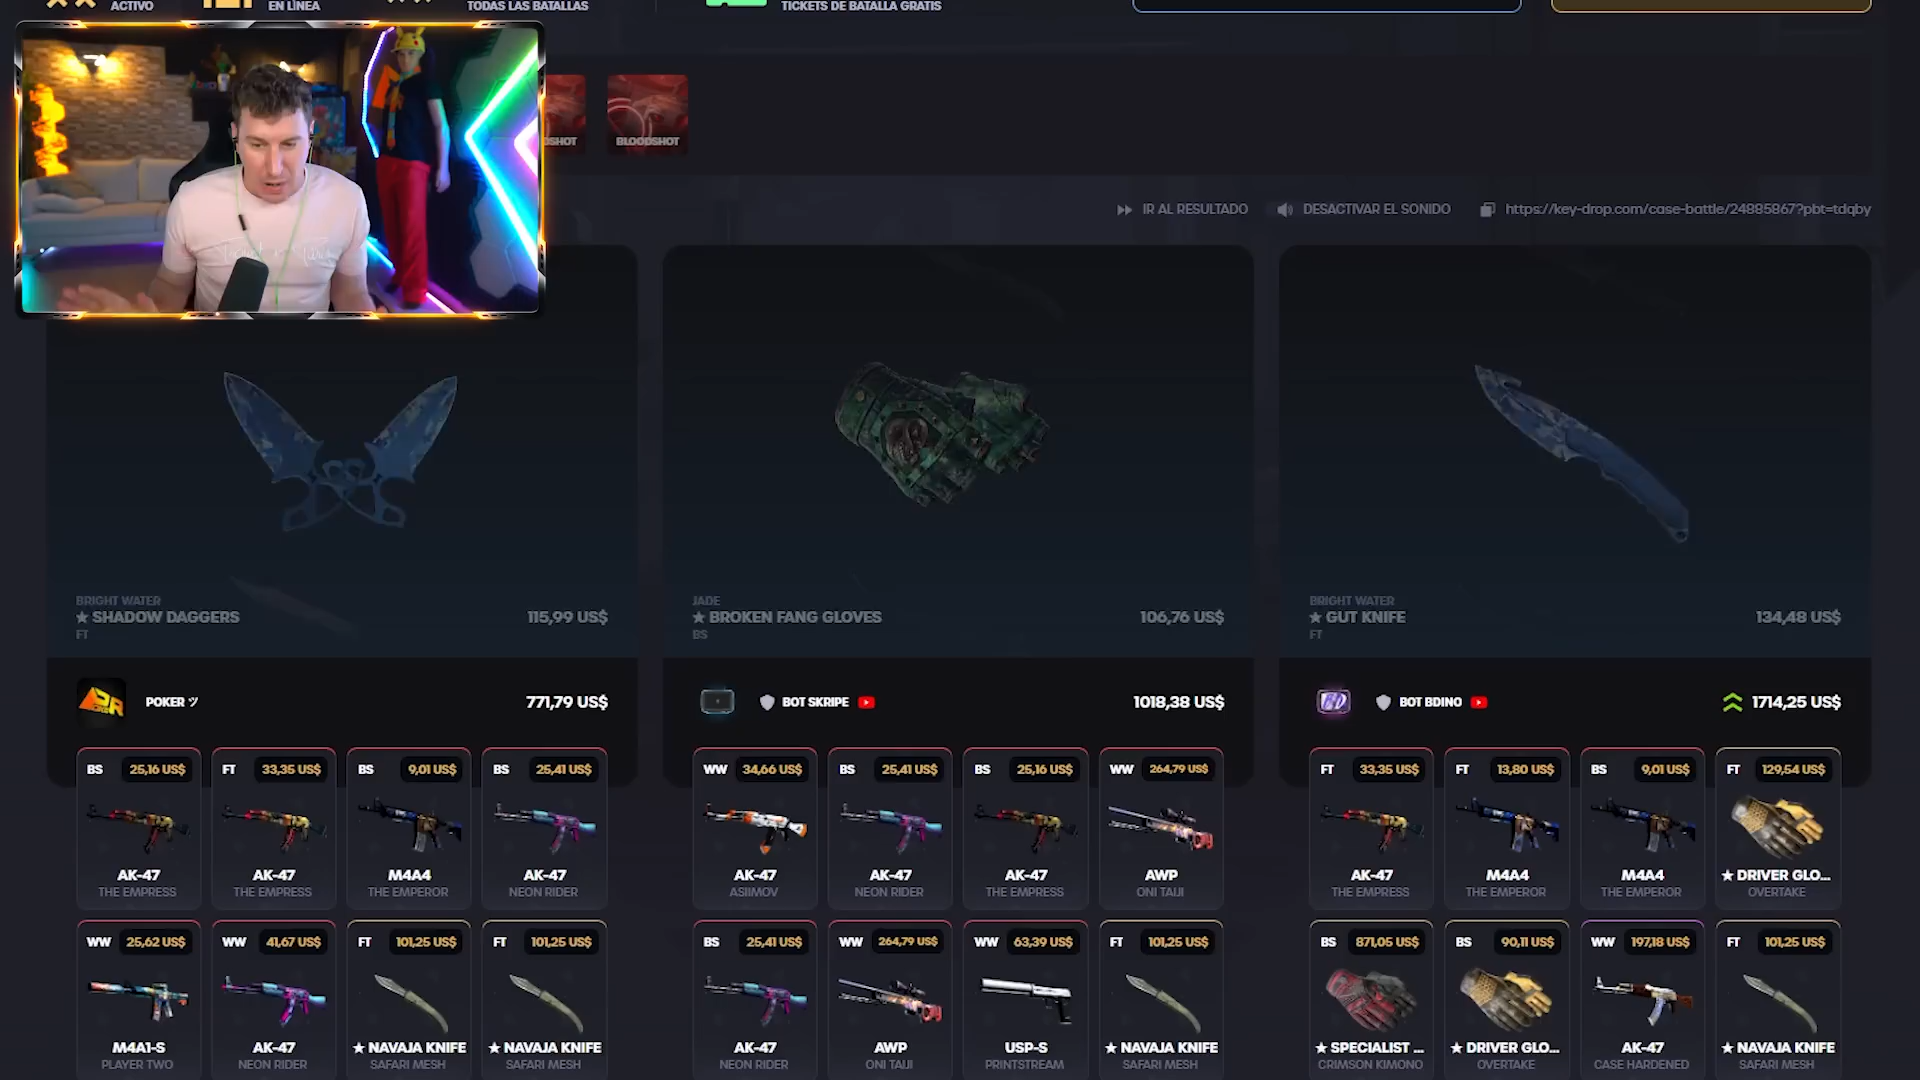 ACTIVO
EN LÍNEA
TODAS LAS BATALLAS
TICKETS DE BATALLA GRATIS
BLOODSHOT
IR AL RESULTADO
DESACTIVAR EL SONIDO
https://key-drop.com/case-battle/24885867?pbt=tdqby
BRIGHT WATER
★ SHADOW DAGGERS 115,99 US$
FT
JADE
★ BROKEN FANG GLOVES 106,76 US$
BS
BRIGHT WATER
★ GUT KNIFE 134,48 US$
FT
POKER ツ 771,79 US$
BOT SKRIPE 1018,38 US$
BOT BDINO 1714,25 US$
BS 25,16 US$
AK-47
THE EMPRESS
FT 33,35 US$
AK-47
THE EMPRESS
BS 9,01 US$
M4A4
THE EMPEROR
BS 25,41 US$
AK-47
NEON RIDER
WW 34,66 US$
AK-47
ASIIMOV
BS 25,41 US$
AK-47
NEON RIDER
BS 25,16 US$
AK-47
THE EMPRESS
WW 264,79 US$
AWP
ONI TAIJI
FT 33,35 US$
AK-47
THE EMPRESS
FT 13,80 US$
M4A4
THE EMPEROR
BS 9,01 US$
M4A4
THE EMPEROR
FT 129,54 US$
★ DRIVER GLO...
OVERTAKE
WW 25,62 US$
M4A1-S
PLAYER TWO
WW 41,67 US$
AK-47
NEON RIDER
FT 101,25 US$
★ NAVAJA KNIFE
SAFARI MESH
FT 101,25 US$
★ NAVAJA KNIFE
SAFARI MESH
BS 25,41 US$
AK-47
NEON RIDER
WW 264,79 US$
AWP
ONI TAIJI
WW 63,39 US$
USP-S
PRINTSTREAM
FT 101,25 US$
★ NAVAJA KNIFE
SAFARI MESH
BS 871,05 US$
★ SPECIALIST ...
CRIMSON KIMONO
BS 90,11 US$
★ DRIVER GLO...
OVERTAKE
WW 197,18 US$
AK-47
CASE HARDENED
FT 101,25 US$
★ NAVAJA KNIFE
SAFARI MESH